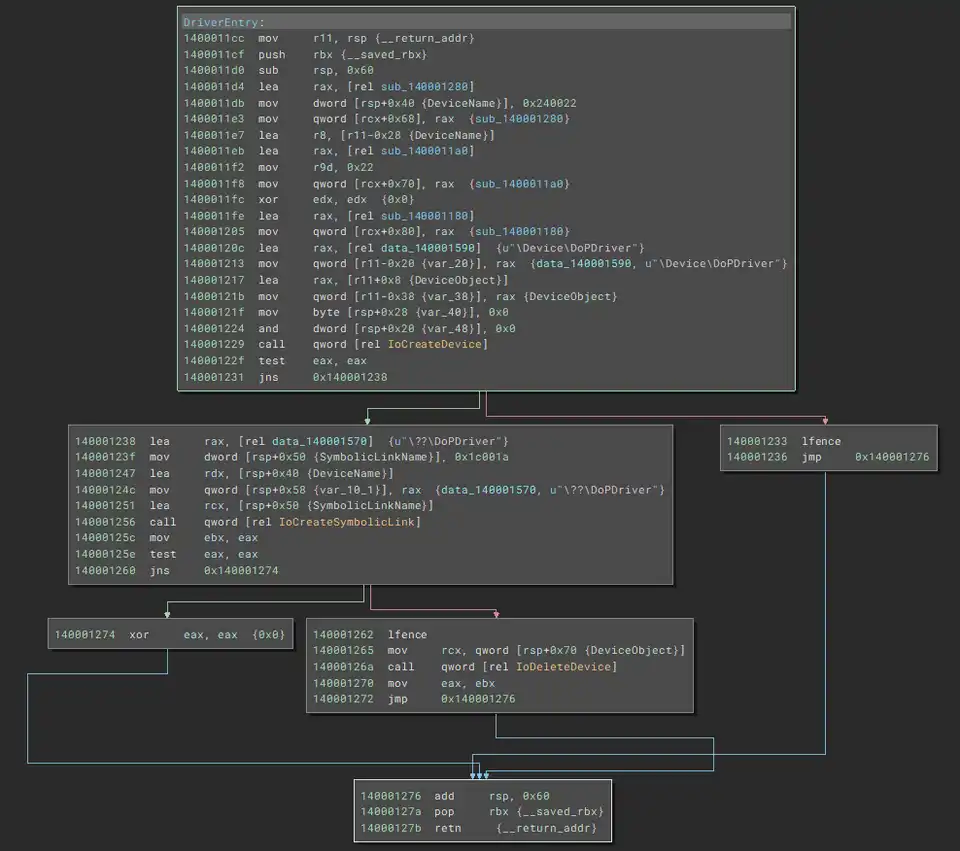 DriverEntry:
1400011cc mov r11, rsp {__return_addr}
1400011cf push rbx {__saved_rbx}
1400011d0 sub rsp, 0x60
1400011d4 lea rax, [rel sub_140001280]
1400011db mov dword [rsp+0x40 {DeviceName}], 0x240022
1400011e3 mov qword [rcx+0x68], rax {sub_140001280}
1400011e7 lea r8, [r11-0x28 {DeviceName}]
1400011eb lea rax, [rel sub_1400011a0]
1400011f2 mov r9d, 0x22
1400011f8 mov qword [rcx+0x70], rax {sub_1400011a0}
1400011fc xor edx, edx {0x0}
1400011fe lea rax, [rel sub_140001180]
140001205 mov qword [rcx+0x80], rax {sub_140001180}
14000120c lea rax, [rel data_140001590] {u"\Device\DoPDriver"}
140001213 mov qword [r11-0x20 {var_20}], rax {data_140001590, u"\Device\DoPDriver"}
140001217 lea rax, [r11+0x8 {DeviceObject}]
14000121b mov qword [r11-0x38 {var_38}], rax {DeviceObject}
14000121f mov byte [rsp+0x28 {var_40}], 0x0
140001224 and dword [rsp+0x20 {var_48}], 0x0
140001229 call qword [rel IoCreateDevice]
14000122f test eax, eax
140001231 jns 0x140001238
140001238 lea rax, [rel data_140001570] {u"\??\DoPDriver"}
14000123f mov dword [rsp+0x50 {SymbolicLinkName}], 0x1c001a
140001247 lea rdx, [rsp+0x40 {DeviceName}]
14000124c mov qword [rsp+0x58 {var_10_1}], rax {data_140001570, u"\??\DoPDriver"}
140001251 lea rcx, [rsp+0x50 {SymbolicLinkName}]
140001256 call qword [rel IoCreateSymbolicLink]
14000125c mov ebx, eax
14000125e test eax, eax
140001260 jns 0x140001274
140001233 lfence
140001236 jmp 0x140001276
140001274 xor eax, eax {0x0}
140001262 lfence
140001265 mov rcx, qword [rsp+0x70 {DeviceObject}]
14000126a call qword [rel IoDeleteDevice]
140001270 mov eax, ebx
140001272 jmp 0x140001276
140001276 add rsp, 0x60
14000127a pop rbx {__saved_rbx}
14000127b retn {__return_addr}